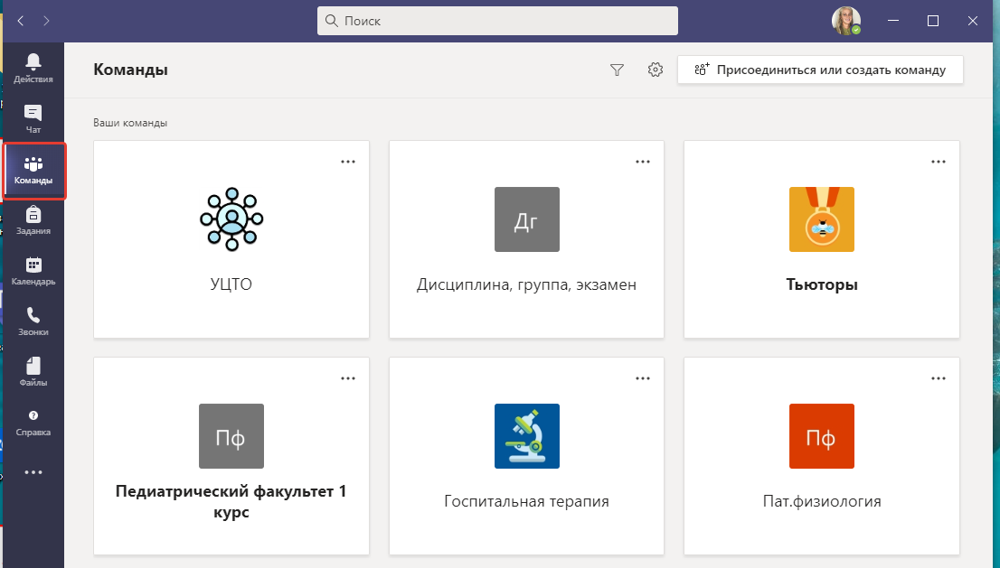 Поиск
Действия
Чат
Команды
Задания
Календарь
Звонки
Файлы
Справка
Команды
Присоединиться или создать команду
Ваши команды
УЦТО
Дг
Дисциплина, группа, экзамен
Тьюторы
Пф
Педиатрический факультет 1
курс
Госпитальная терапия
Пф
Пат.физиология